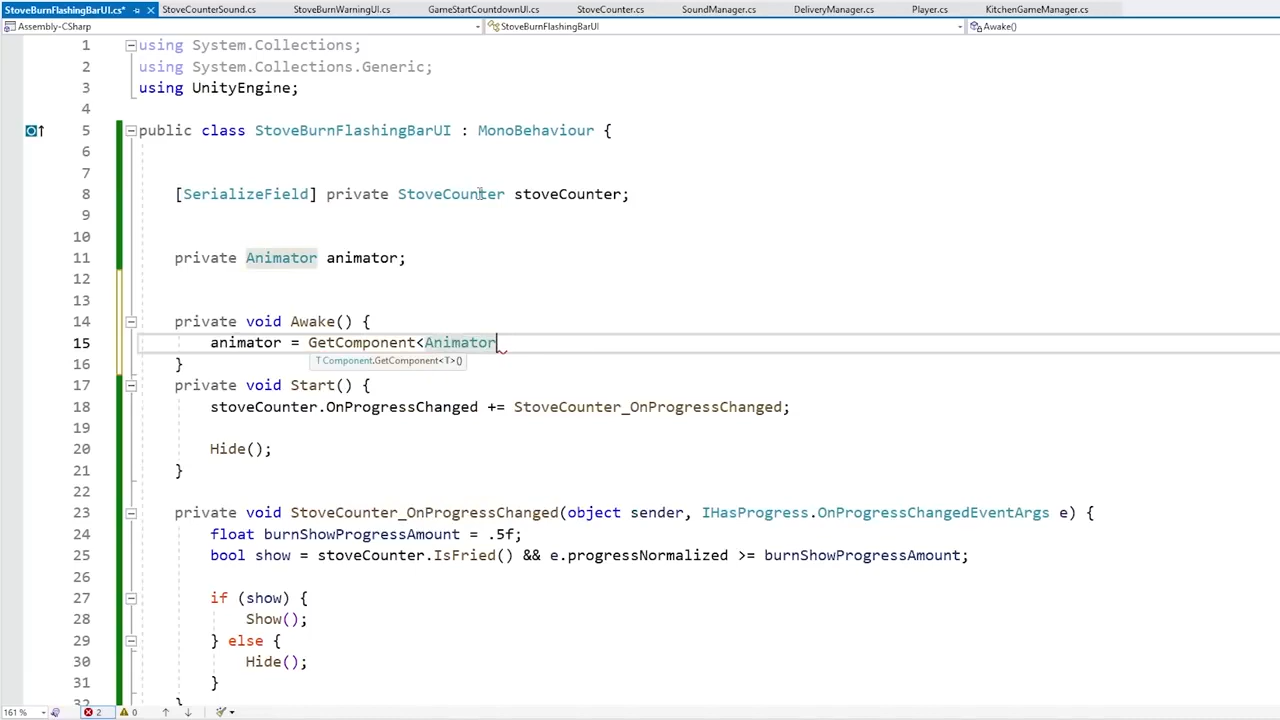 StoveBurnFlashingBarUI.cs* StoveCounterSound.cs StoveBurnWarningUI.cs GameStartCountdownUI.cs StoveCounter.cs SoundManager.cs DeliveryManager.cs Player.cs KitchenGameManager.cs
Assembly-CSharp StoveBurnFlashingBarUI Awake()
1 using System.Collections;
2 using System.Collections.Generic;
3 using UnityEngine;
4
5 public class StoveBurnFlashingBarUI : MonoBehaviour {
6
7
8 [SerializeField] private StoveCounter stoveCounter;
9
10
11 private Animator animator;
12
13
14 private void Awake() {
15 animator = GetComponent<Animator
T Component.GetComponent<T>()
16 }
17 private void Start() {
18 stoveCounter.OnProgressChanged += StoveCounter_OnProgressChanged;
19
20 Hide();
21 }
22
23 private void StoveCounter_OnProgressChanged(object sender, IHasProgress.OnProgressChangedEventArgs e) {
24 float burnShowProgressAmount = .5f;
25 bool show = stoveCounter.IsFried() && e.progressNormalized >= burnShowProgressAmount;
26
27 if (show) {
28 Show();
29 } else {
30 Hide();
31 }
32 }
161 % 2 0